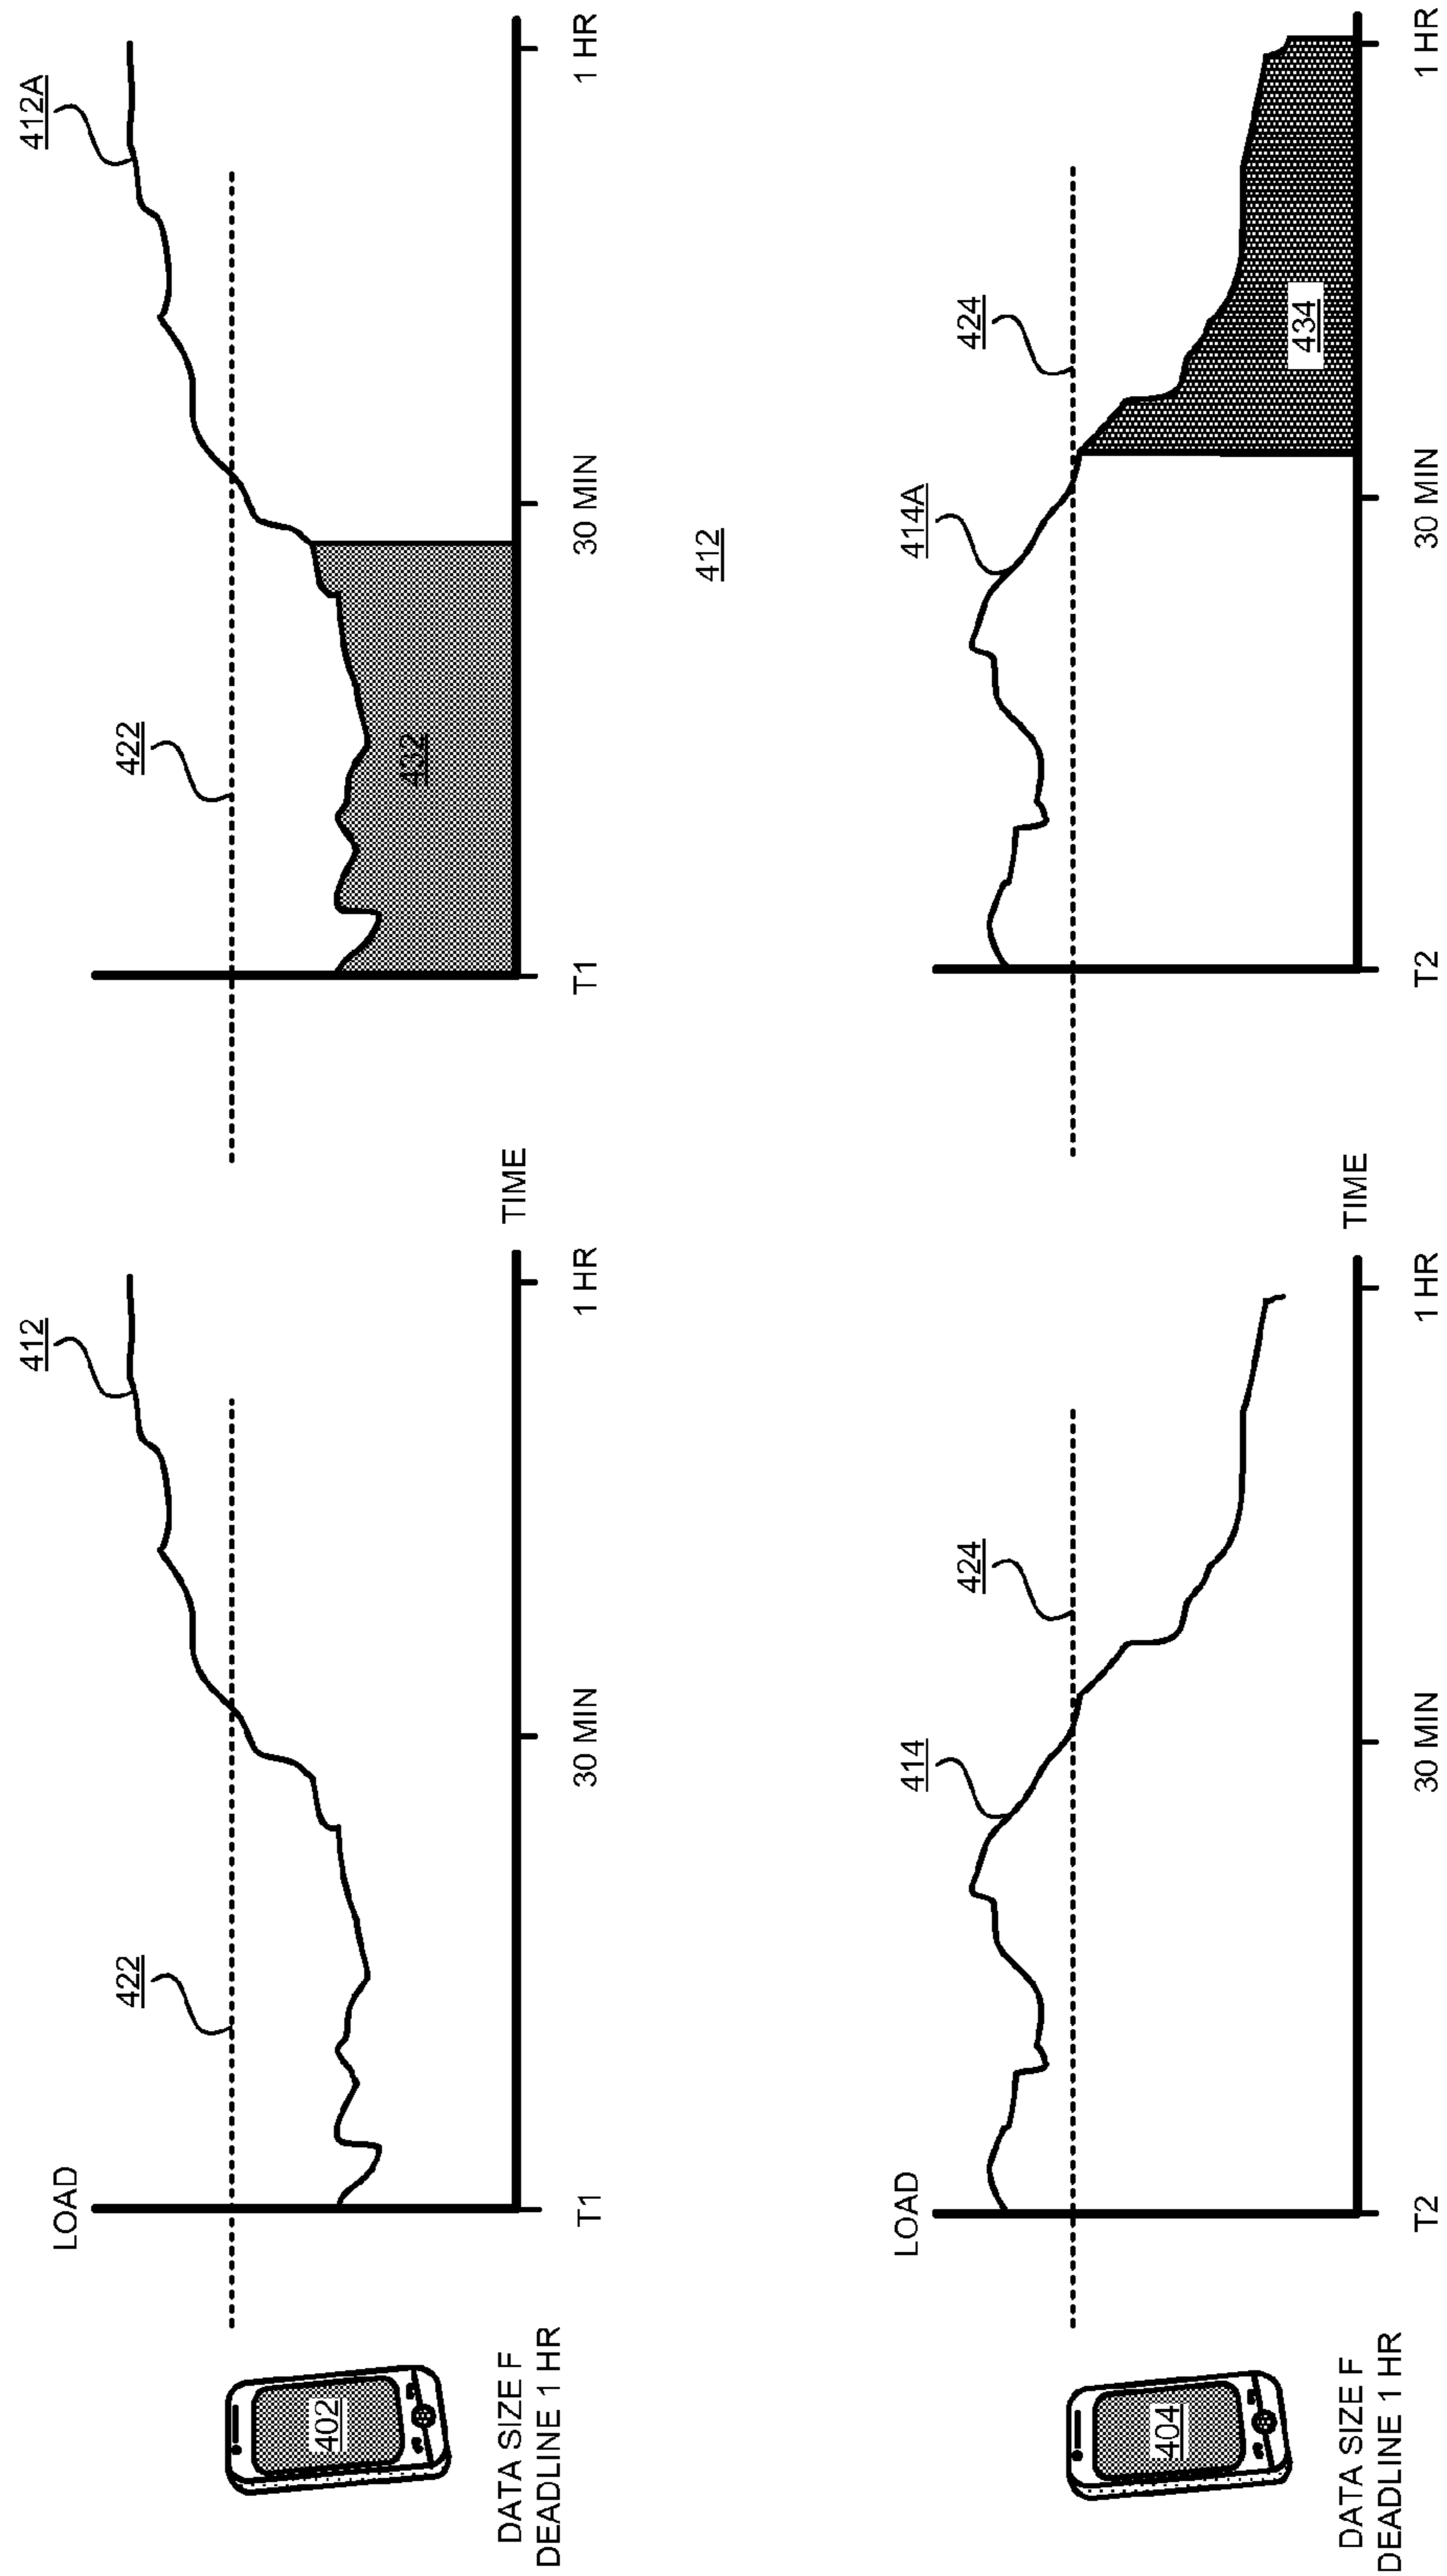 LOAD
412
422
402
DATA SIZE F
DEADLINE 1 HR
T1
30 MIN
1 HR
TIME
412A
422
432
T1
30 MIN
1 HR
412
LOAD
414
424
404
DATA SIZE F
DEADLINE 1 HR
T2
30 MIN
1 HR
TIME
414A
424
434
T2
30 MIN
1 HR